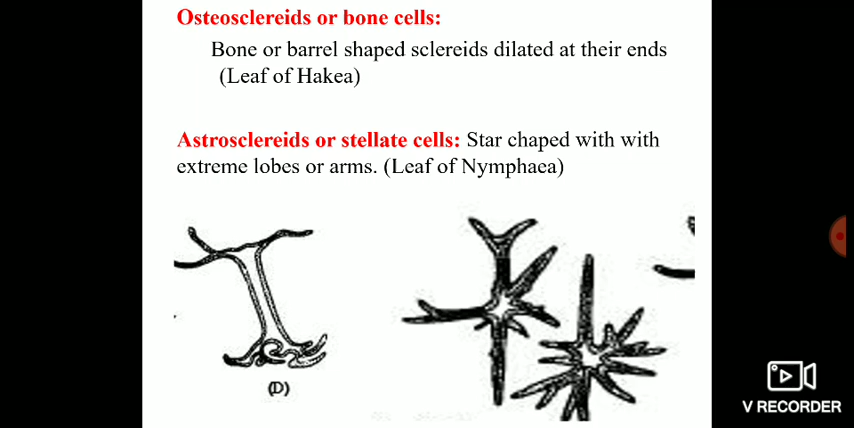 Osteosclereids or bone cells:
Bone or barrel shaped sclereids dilated at their ends
(Leaf of Hakea)
Astrosclereids or stellate cells: Star chaped with with
extreme lobes or arms. (Leaf of Nymphaea)
(D)
V RECORDER